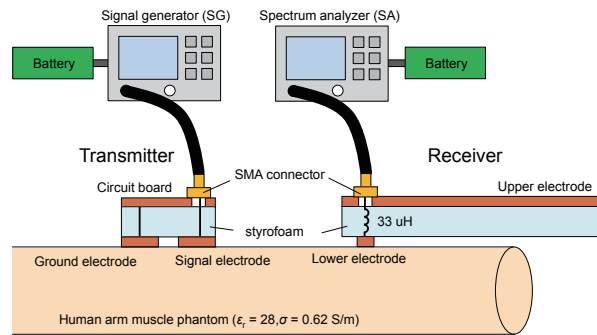 Signal generator (SG)
Spectrum analyzer (SA)
Battery
Battery
Transmitter
Receiver
SMA connector
Circuit board
Upper electrode
styrofoam
33 uH
Ground electrode
Signal electrode
Lower electrode
Human arm muscle phantom (εr = 28,σ = 0.62 S/m)